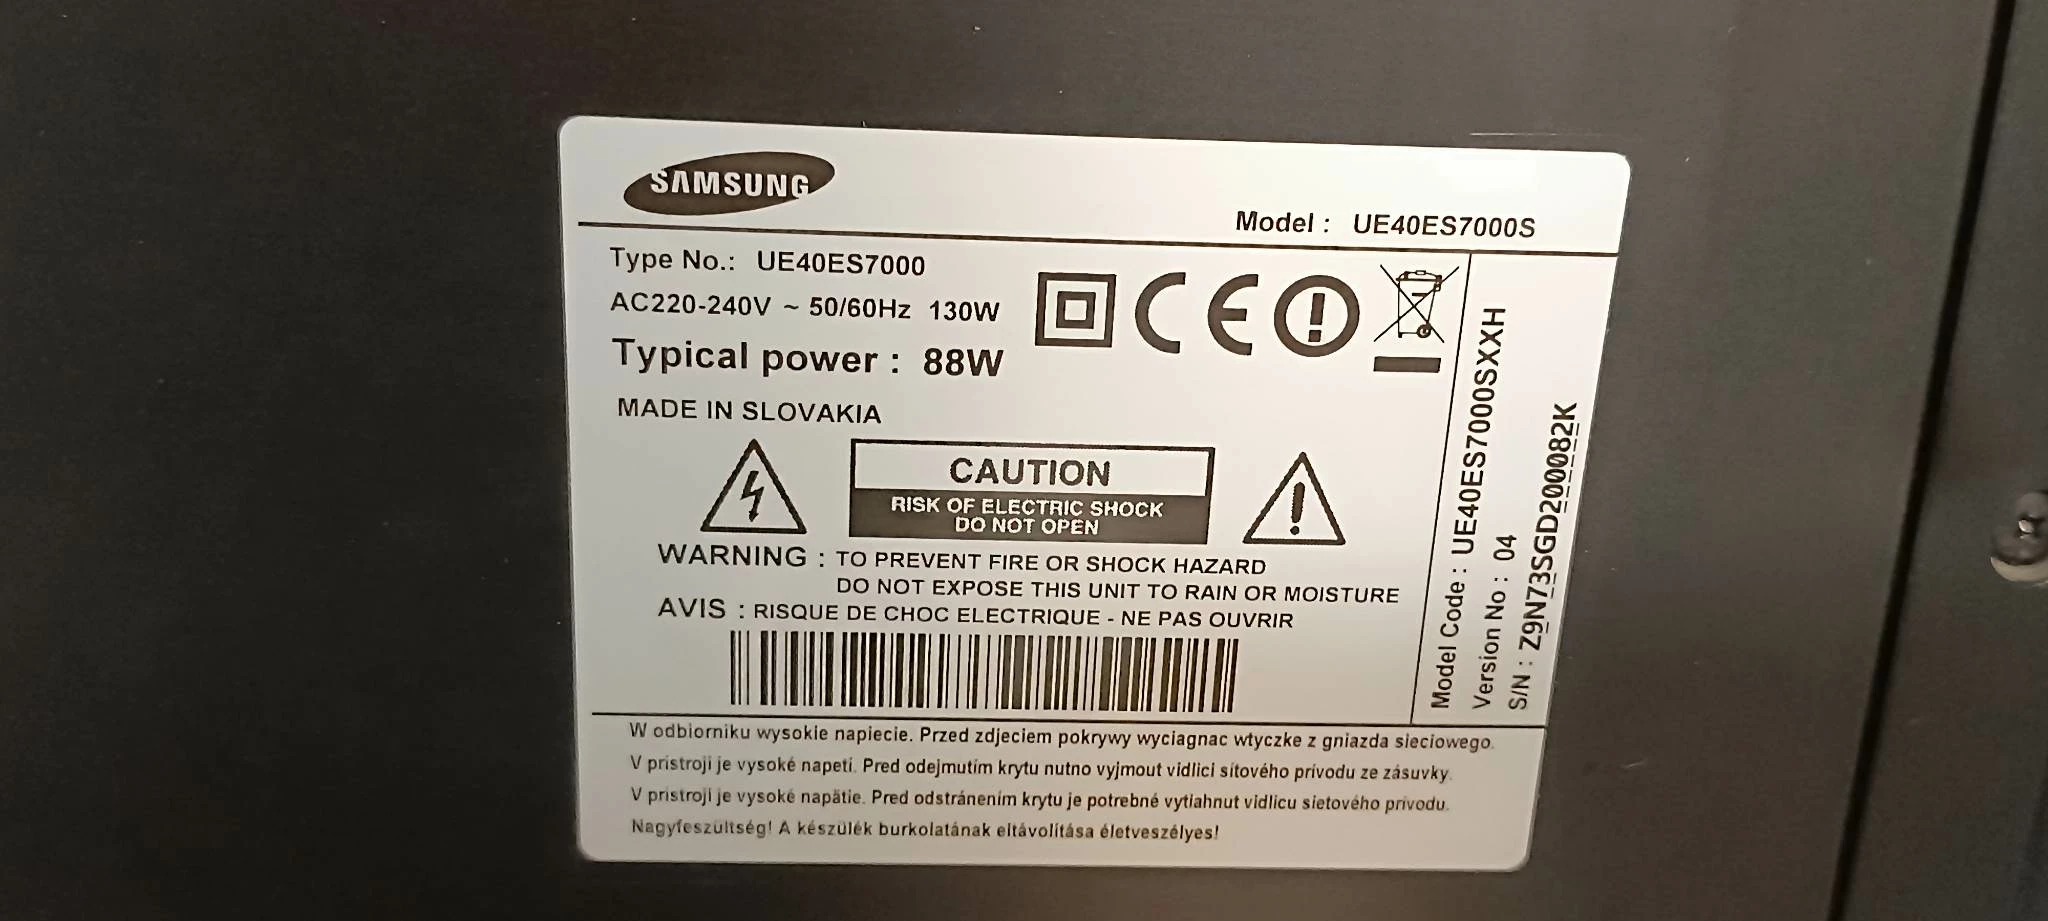 SAMSUNG
Model : UE40ES7000S
Type No.: UE40ES7000
AC220-240V ~ 50/60Hz 130W
Typical power : 88W
MADE IN SLOVAKIA
CAUTION
RISK OF ELECTRIC SHOCK
DO NOT OPEN
WARNING : TO PREVENT FIRE OR SHOCK HAZARD
DO NOT EXPOSE THIS UNIT TO RAIN OR MOISTURE
AVIS : RISQUE DE CHOC ELECTRIQUE - NE PAS OUVRIR
Model Code : UE40ES7000SXXH
Version No : 04
S/N : Z9N73SGD200082K
W odbiorniku wysokie napiecie. Przed zdjeciem pokrywy wyciagnac wtyczke z gniazda sieciowego.
V prístroji je vysoké napetí. Pred odejmutím krytu nutno vyjmout vidlici sítového prívodu ze zásuvky.
V prístroji je vysoké napätie. Pred odstránením krytu je potrebné vytiahnut vidlicu sietového prívodu.
Nagyfeszültség! A készülék burkolatának eltávolítása életveszélyes!